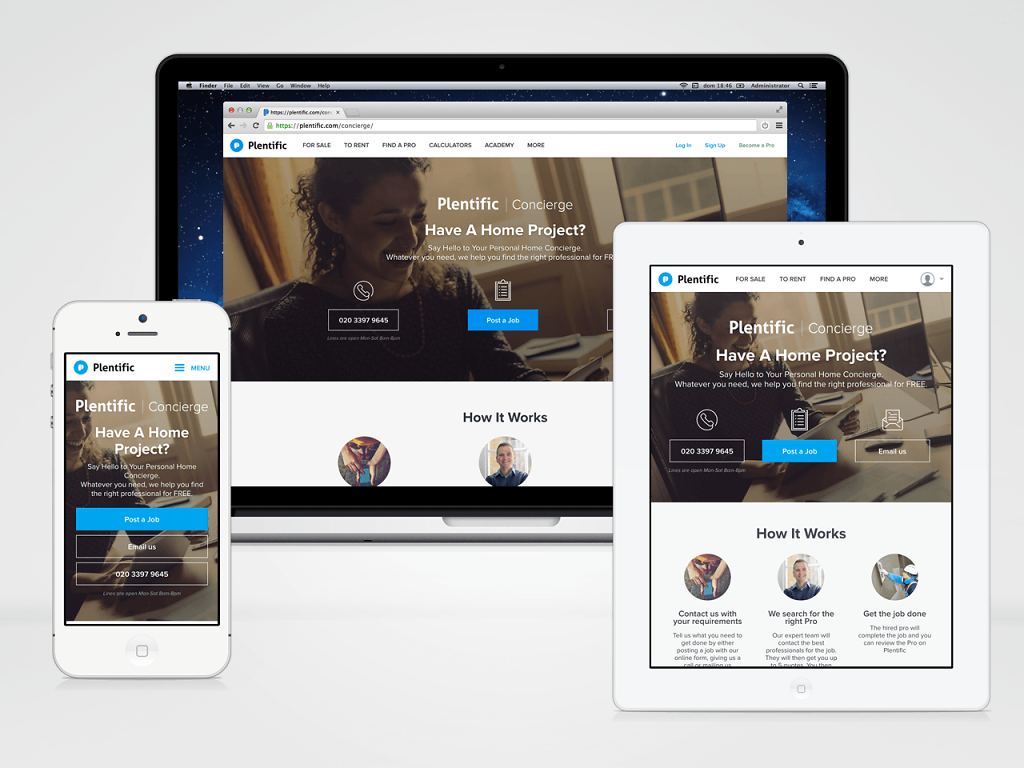 Finder File Edit View Go Window Help
dom 18:46 Administrator
https://plentific.com/conc
https://plentific.com/concierge/
Plentific FOR SALE TO RENT FIND A PRO CALCULATORS ACADEMY MORE Log In Sign Up Become a Pro
Plentific | Concierge
Have A Home Project?
Say Hello to Your Personal Home Concierge.
Whatever you need, we help you find the right professional for FR
020 3397 9645
Post a Job
Lines are open Mon-Sat 8am-8pm
How It Works
Plentific MENU
Plentific | Concierge
Have A Home
Project?
Say Hello to Your Personal Home
Concierge.
Whatever you need, we help you find
the right professional for FREE.
Post a Job
Email us
020 3397 9645
Lines are open Mon-Sat 8am-8pm
Plentific FOR SALE TO RENT FIND A PRO MORE
Plentific | Concierge
Have A Home Project?
Say Hello to Your Personal Home Concierge.
Whatever you need, we help you find the right professional for FREE.
020 3397 9645
Post a Job
Email us
Lines are open Mon-Sat 8am-8pm
How It Works
Contact us with
your requirements
Tell us what you need to
get done by either
posting a job with our
online form, giving us a
call or mailing us
We search for the
right Pro
Our expert team will
contact the best
professionals for the job.
They will then get you up
to 5 quotes. You then
Get the job done
The hired pro will
complete the job and you
can review the Pro on
Plentific